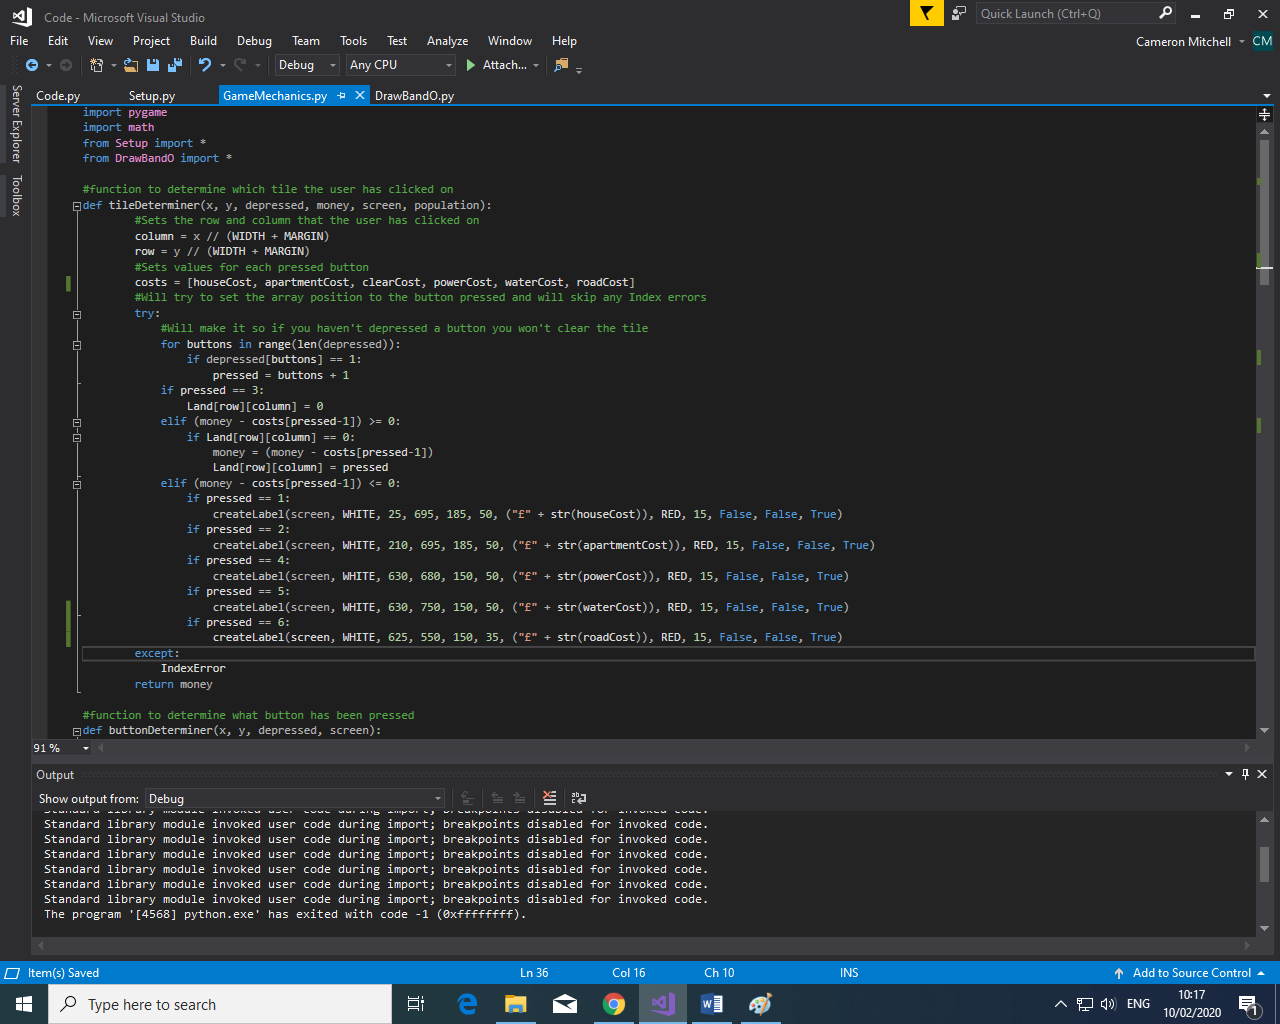 Code - Microsoft Visual Studio
Quick Launch (Ctrl+Q)
File Edit View Project Build Debug Team Tools Test Analyze Window Help
Cameron Mitchell CM
Debug Any CPU Attach...
Server Explorer
Toolbox
Code.py Setup.py GameMechanics.py DrawBandO.py
import pygame
import math
from Setup import *
from DrawBandO import *
#function to determine which tile the user has clicked on
def tileDeterminer(x, y, depressed, money, screen, population):
#Sets the row and column that the user has clicked on
column = x // (WIDTH + MARGIN)
row = y // (WIDTH + MARGIN)
#Sets values for each pressed button
costs = [houseCost, apartmentCost, clearCost, powerCost, waterCost, roadCost]
#Will try to set the array position to the button pressed and will skip any Index errors
try:
#Will make it so if you haven't depressed a button you won't clear the tile
for buttons in range(len(depressed)):
if depressed[buttons] == 1:
pressed = buttons + 1
if pressed == 3:
Land[row][column] = 0
elif (money - costs[pressed-1]) >= 0:
if Land[row][column] == 0:
money = (money - costs[pressed-1])
Land[row][column] = pressed
elif (money - costs[pressed-1]) <= 0:
if pressed == 1:
createLabel(screen, WHITE, 25, 695, 185, 50, ("£" + str(houseCost)), RED, 15, False, False, True)
if pressed == 2:
createLabel(screen, WHITE, 210, 695, 185, 50, ("£" + str(apartmentCost)), RED, 15, False, False, True)
if pressed == 4:
createLabel(screen, WHITE, 630, 680, 150, 50, ("£" + str(powerCost)), RED, 15, False, False, True)
if pressed == 5:
createLabel(screen, WHITE, 630, 750, 150, 50, ("£" + str(waterCost)), RED, 15, False, False, True)
if pressed == 6:
createLabel(screen, WHITE, 625, 550, 150, 35, ("£" + str(roadCost)), RED, 15, False, False, True)
except:
IndexError
return money
#function to determine what button has been pressed
def buttonDeterminer(x, y, depressed, screen):
91 %
Output
Show output from: Debug
Standard library module invoked user code during import; breakpoints disabled for invoked code.
Standard library module invoked user code during import; breakpoints disabled for invoked code.
Standard library module invoked user code during import; breakpoints disabled for invoked code.
Standard library module invoked user code during import; breakpoints disabled for invoked code.
Standard library module invoked user code during import; breakpoints disabled for invoked code.
Standard library module invoked user code during import; breakpoints disabled for invoked code.
Standard library module invoked user code during import; breakpoints disabled for invoked code.
The program '[4568] python.exe' has exited with code -1 (0xffffffff).
Item(s) Saved Ln 36 Col 16 Ch 10 INS Add to Source Control
Type here to search
ENG
10:17
10/02/2020
1